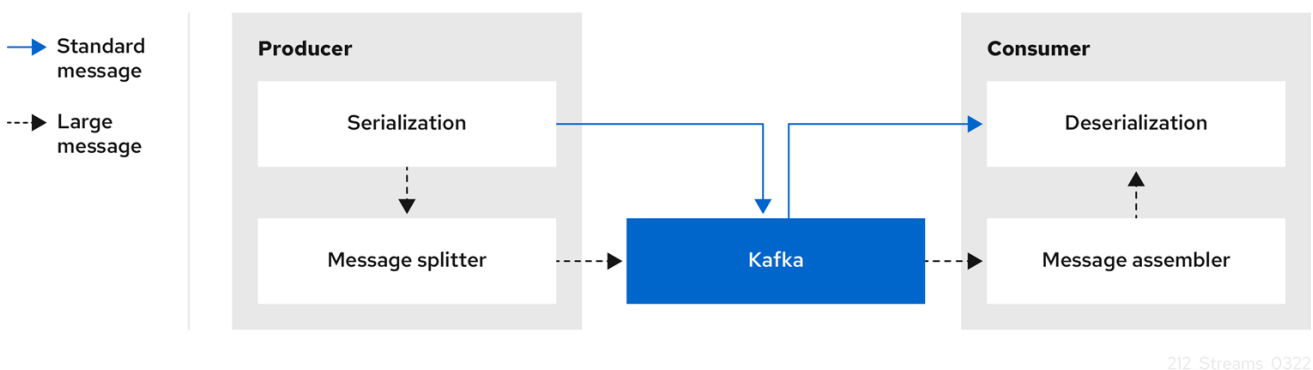 Standard
message
Large
message
Producer
Serialization
Message splitter
Kafka
Consumer
Deserialization
Message assembler
212 Streams 0322